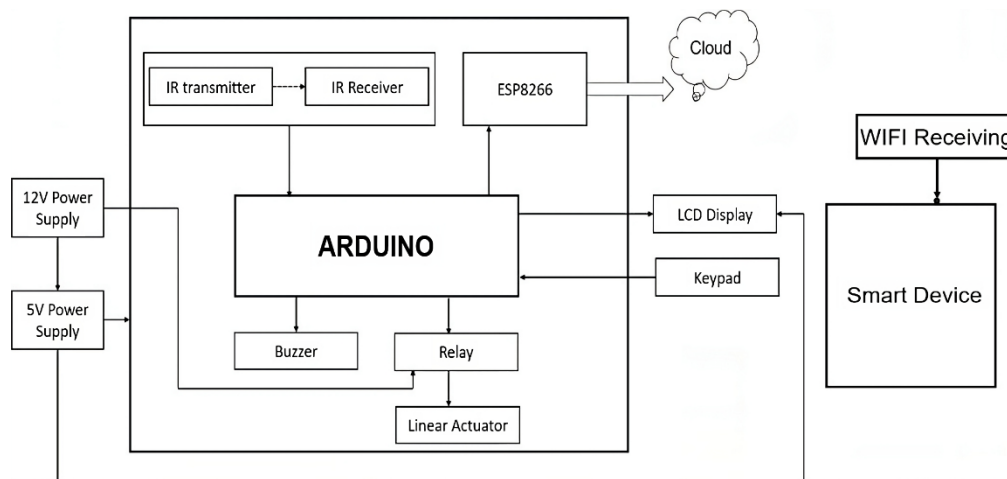 Cloud
IR transmitter
IR Receiver
ESP8266
WIFI Receiving
12V Power
Supply
ARDUINO
LCD Display
Keypad
Smart Device
5V Power
Supply
Buzzer
Relay
Linear Actuator